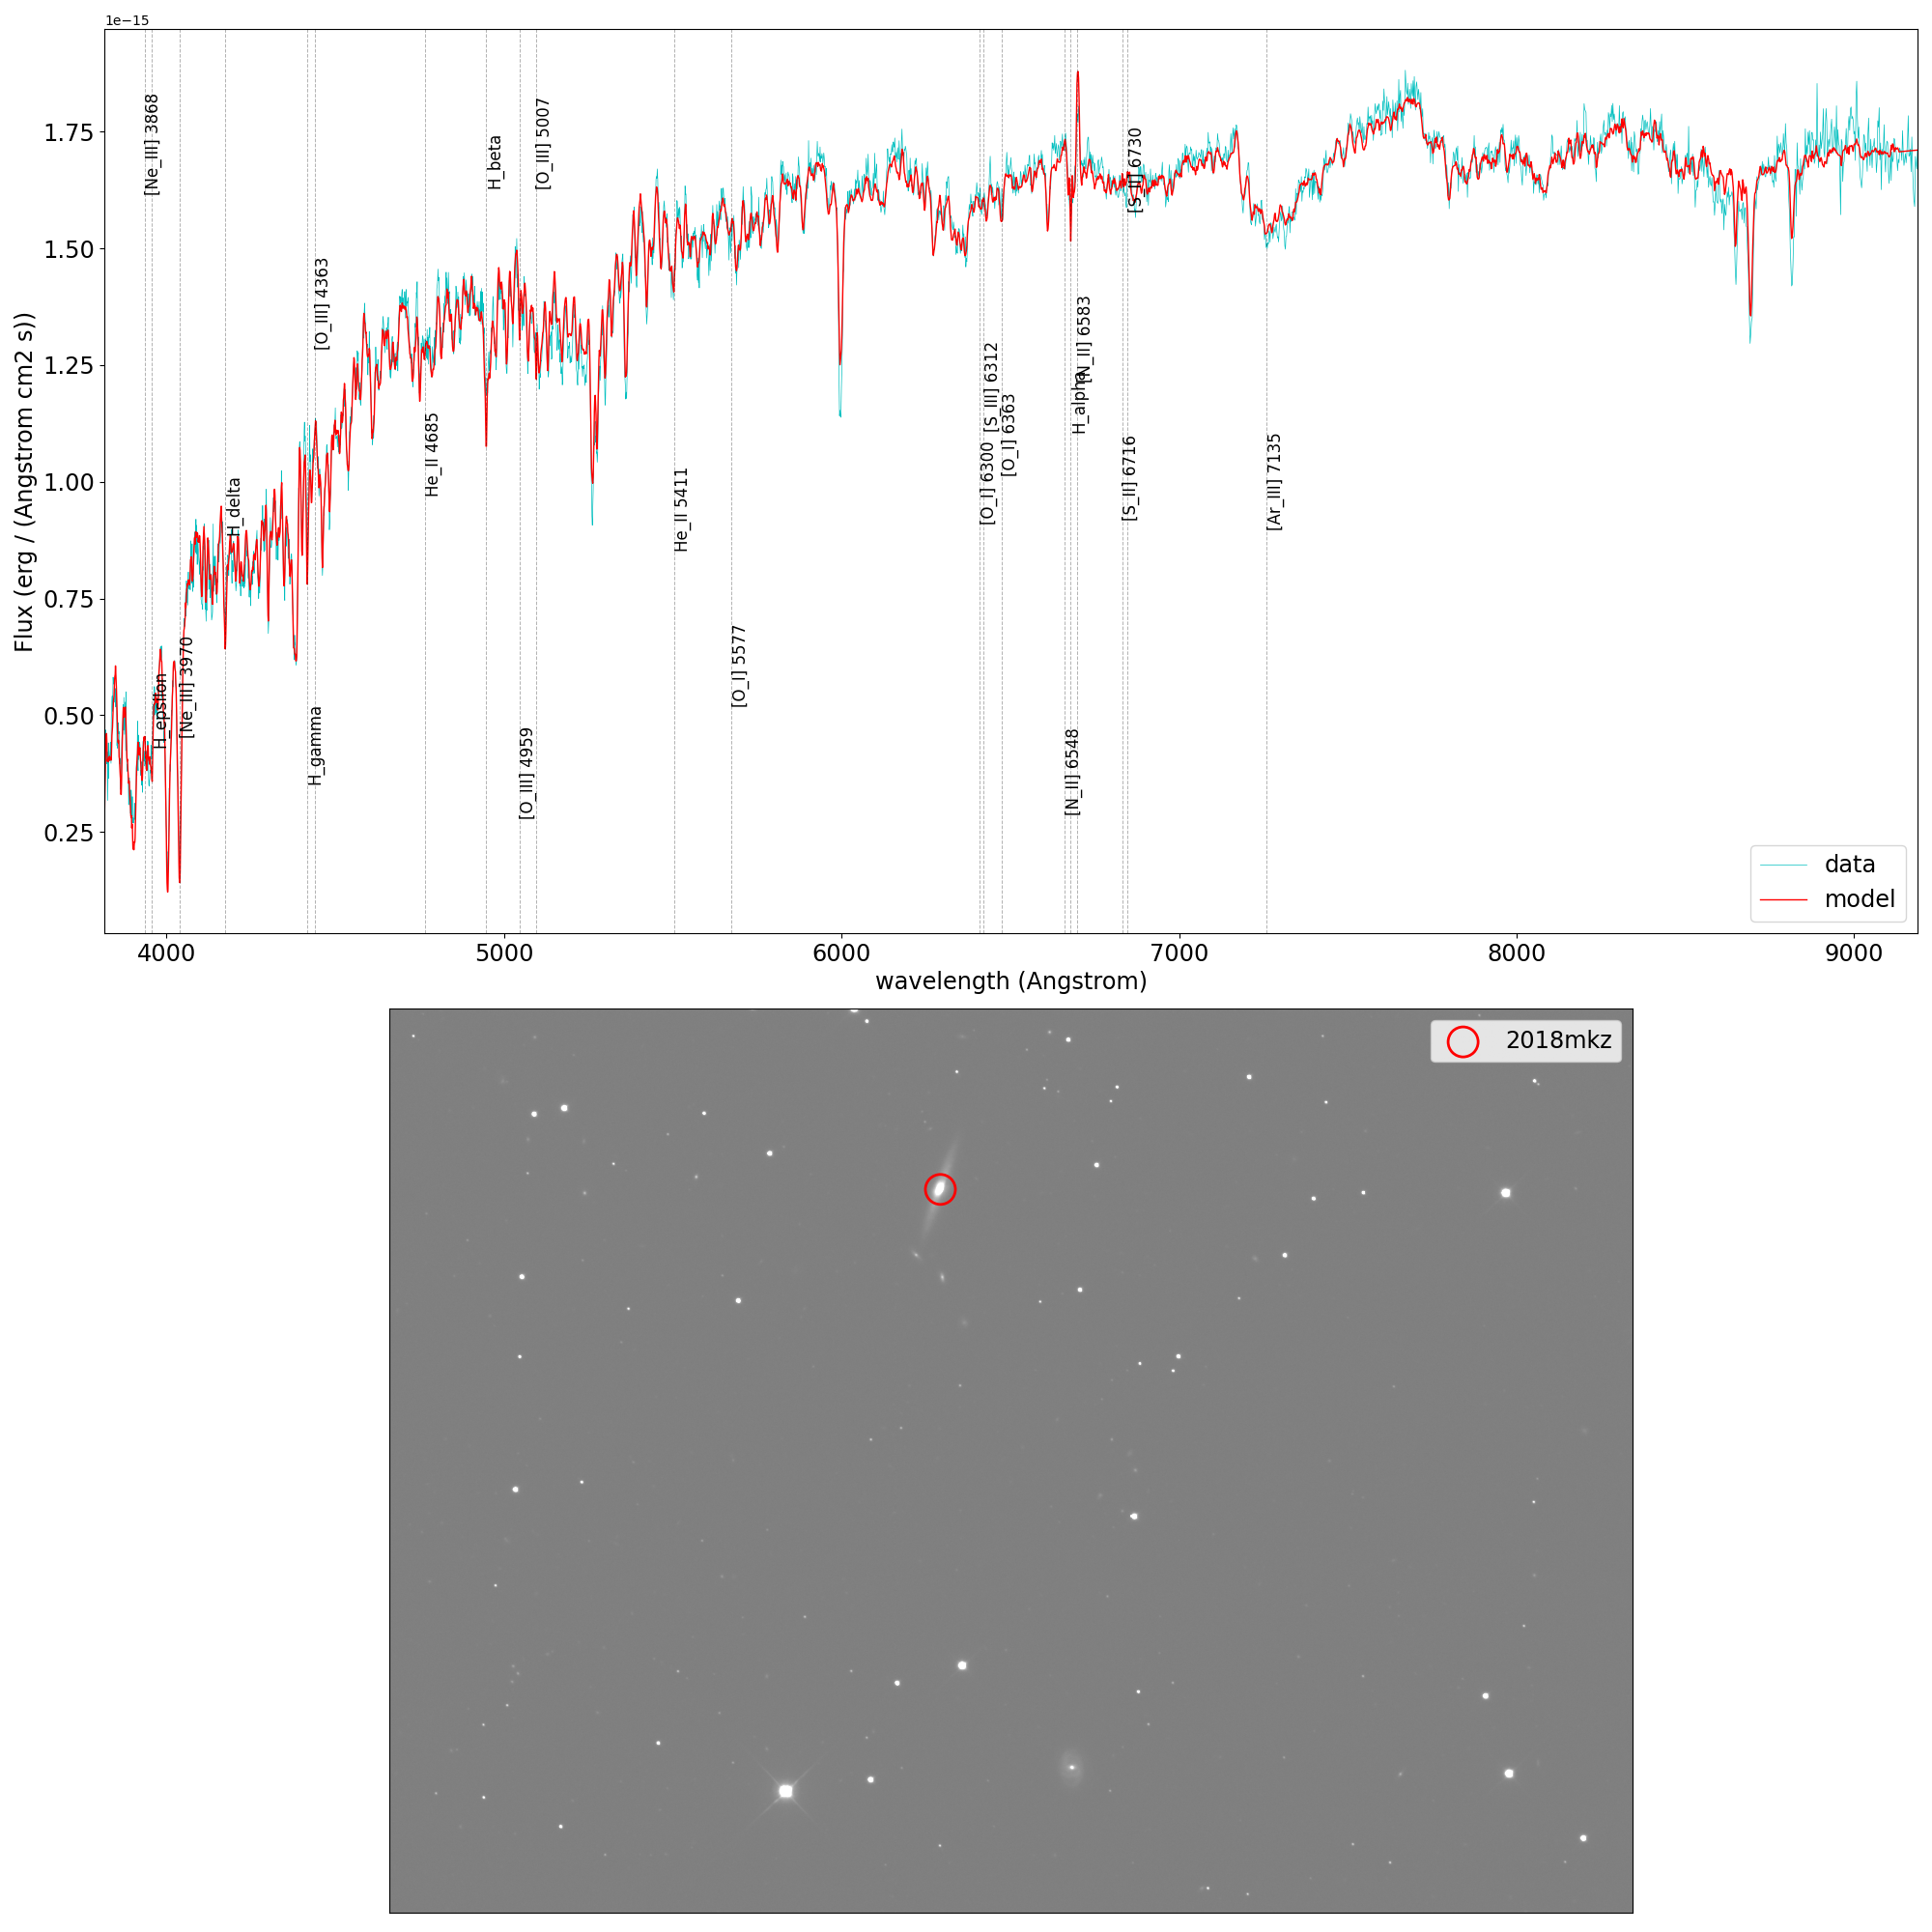 1e−15
Flux (erg / (Angstrom cm2 s))
1.75
1.50
1.25
1.00
0.75
0.50
0.25
[Ne_III] 3868
H_epsilon
[Ne_III] 3970
H_delta
H_gamma
[O_III] 4363
He_II 4685
H_beta
[O_III] 4959
[O_III] 5007
He_II 5411
[O_I] 5577
[O_I] 6300
[S_III] 6312
[O_I] 6363
[N_II] 6548
H_alpha
[N_II] 6583
[S_II] 6716
[S_II] 6730
[Ar_III] 7135
data
model
4000 5000 6000 7000 8000 9000
wavelength (Angstrom)
2018mkz